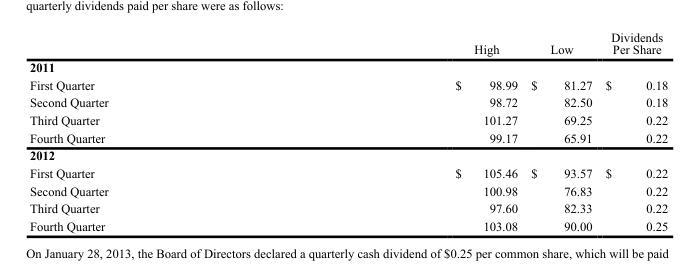 quarterly dividends paid per share were as follows:
Dividends
High Low Per Share
2011
First Quarter $ 98.99 $ 81.27 $ 0.18
Second Quarter 98.72 82.50 0.18
Third Quarter 101.27 69.25 0.22
Fourth Quarter 99.17 65.91 0.22
2012
First Quarter $ 105.46 $ 93.57 $ 0.22
Second Quarter 100.98 76.83 0.22
Third Quarter 97.60 82.33 0.22
Fourth Quarter 103.08 90.00 0.25
On January 28, 2013, the Board of Directors declared a quarterly cash dividend of $0.25 per common share, which will be paid